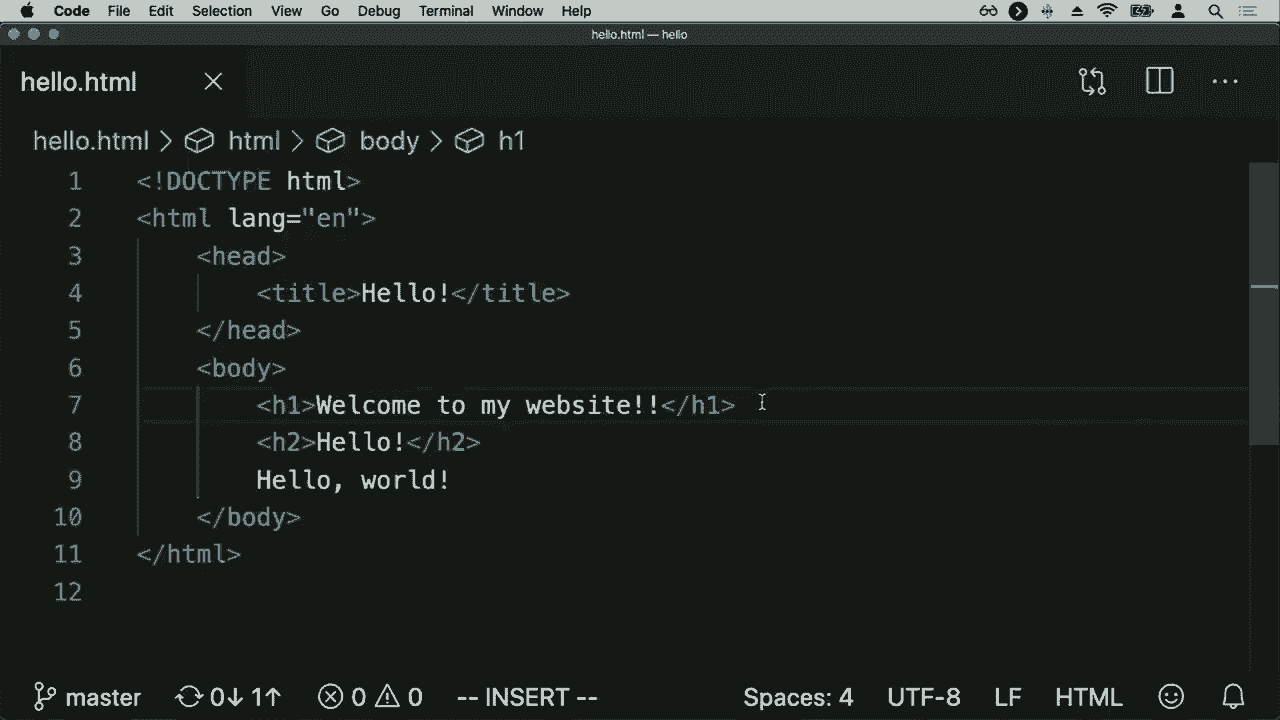 Code File Edit Selection View Go Debug Terminal Window Help
hello.html — hello
hello.html
hello.html > html > body > h1
1 <!DOCTYPE html>
2 <html lang="en">
3 <head>
4 <title>Hello!</title>
5 </head>
6 <body>
7 <h1>Welcome to my website!!</h1>
8 <h2>Hello!</h2>
9 Hello, world!
10 </body>
11 </html>
12
master 0↓ 1↑ 0 0 -- INSERT -- Spaces: 4 UTF-8 LF HTML